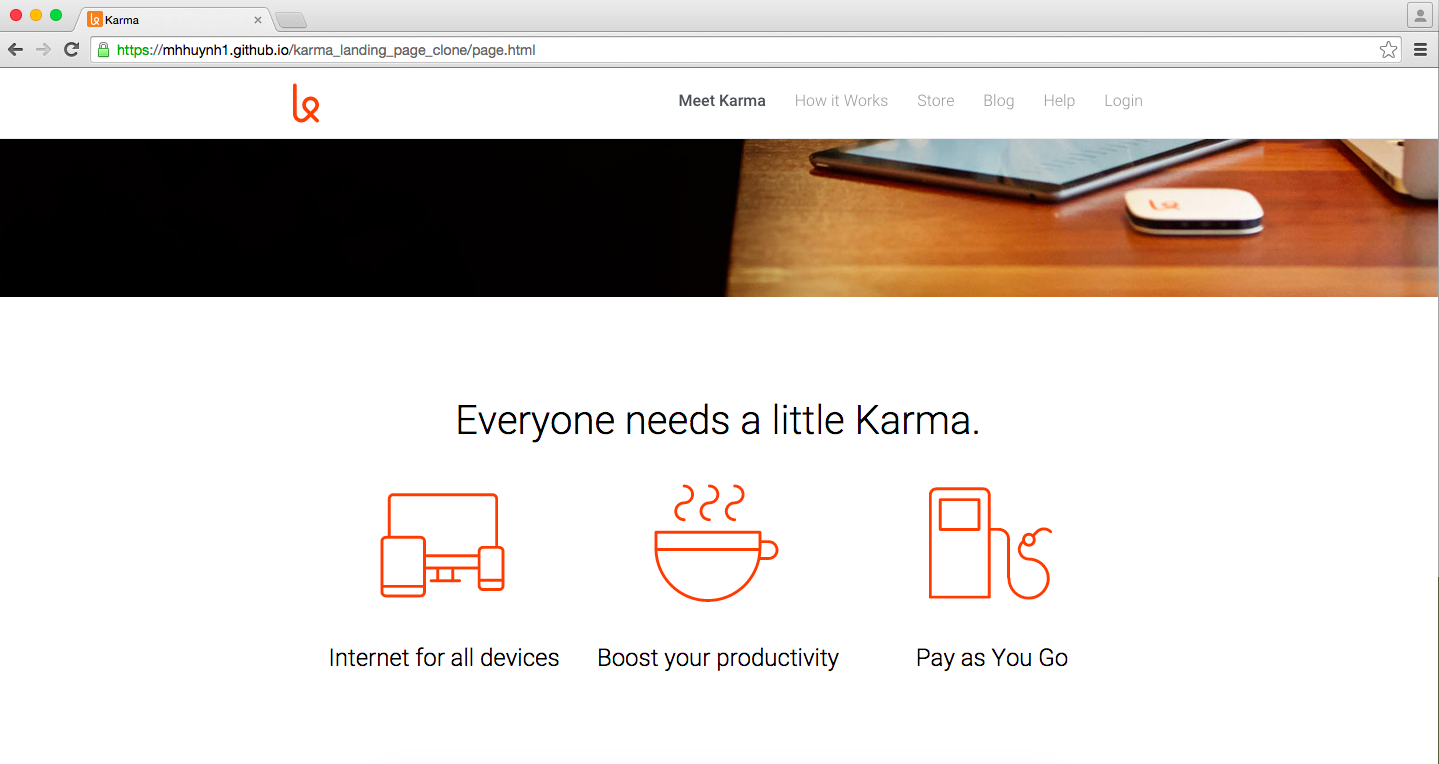 Karma
https://mhhuynh1.github.io/karma_landing_page_clone/page.html
Meet Karma How it Works Store Blog Help Login
Everyone needs a little Karma.
Internet for all devices Boost your productivity Pay as You Go